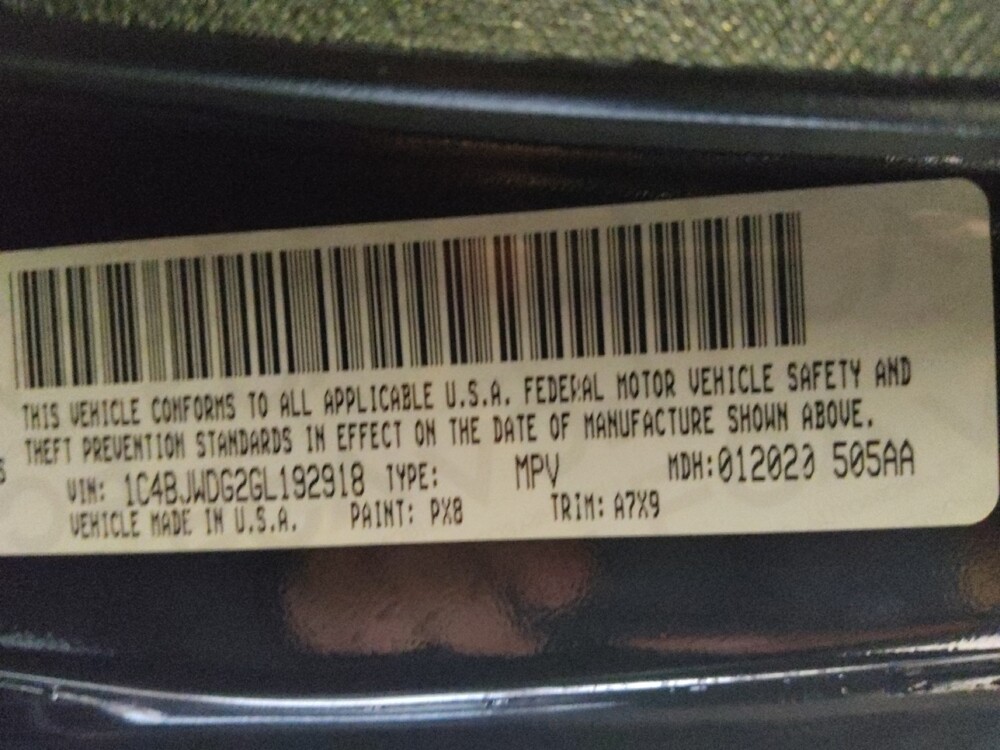 THIS VEHICLE CONFORMS TO ALL APPLICABLE U.S.A. FEDERAL MOTOR VEHICLE SAFETY AND
THEFT PREVENTION STANDARDS IN EFFECT ON THE DATE OF MANUFACTURE SHOWN ABOVE.
VIN: 1C4BJWDG2GL192918 TYPE: MPV MDH:012020 505AA
VEHICLE MADE IN U.S.A. PAINT: PX8 TRIM: A7X9